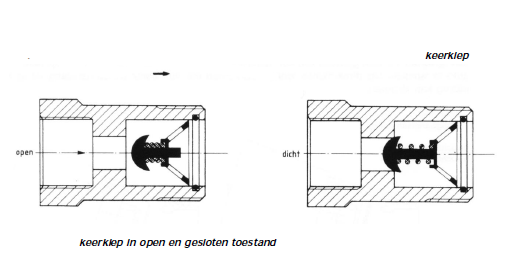 keerklep
open
dicht
keerklep in open en gesloten toestand